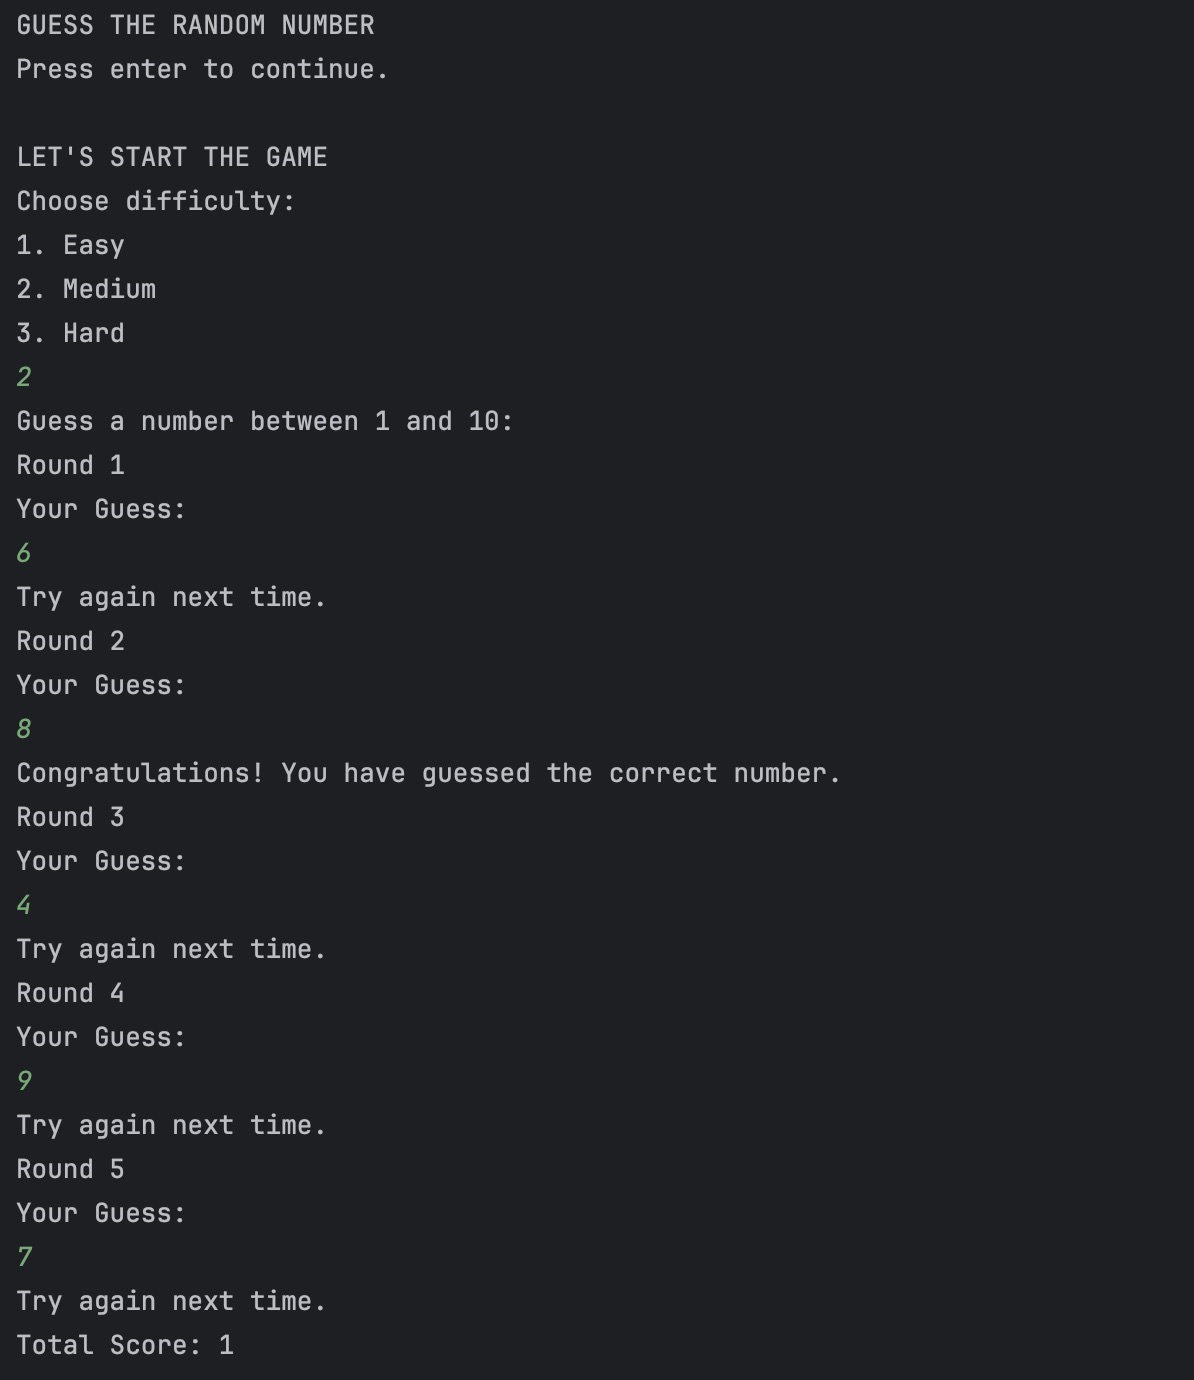 GUESS THE RANDOM NUMBER
Press enter to continue.
LET'S START THE GAME
Choose difficulty:
1. Easy
2. Medium
3. Hard
2
Guess a number between 1 and 10:
Round 1
Your Guess:
6
Try again next time.
Round 2
Your Guess:
8
Congratulations! You have guessed the correct number.
Round 3
Your Guess:
4
Try again next time.
Round 4
Your Guess:
9
Try again next time.
Round 5
Your Guess:
7
Try again next time.
Total Score: 1